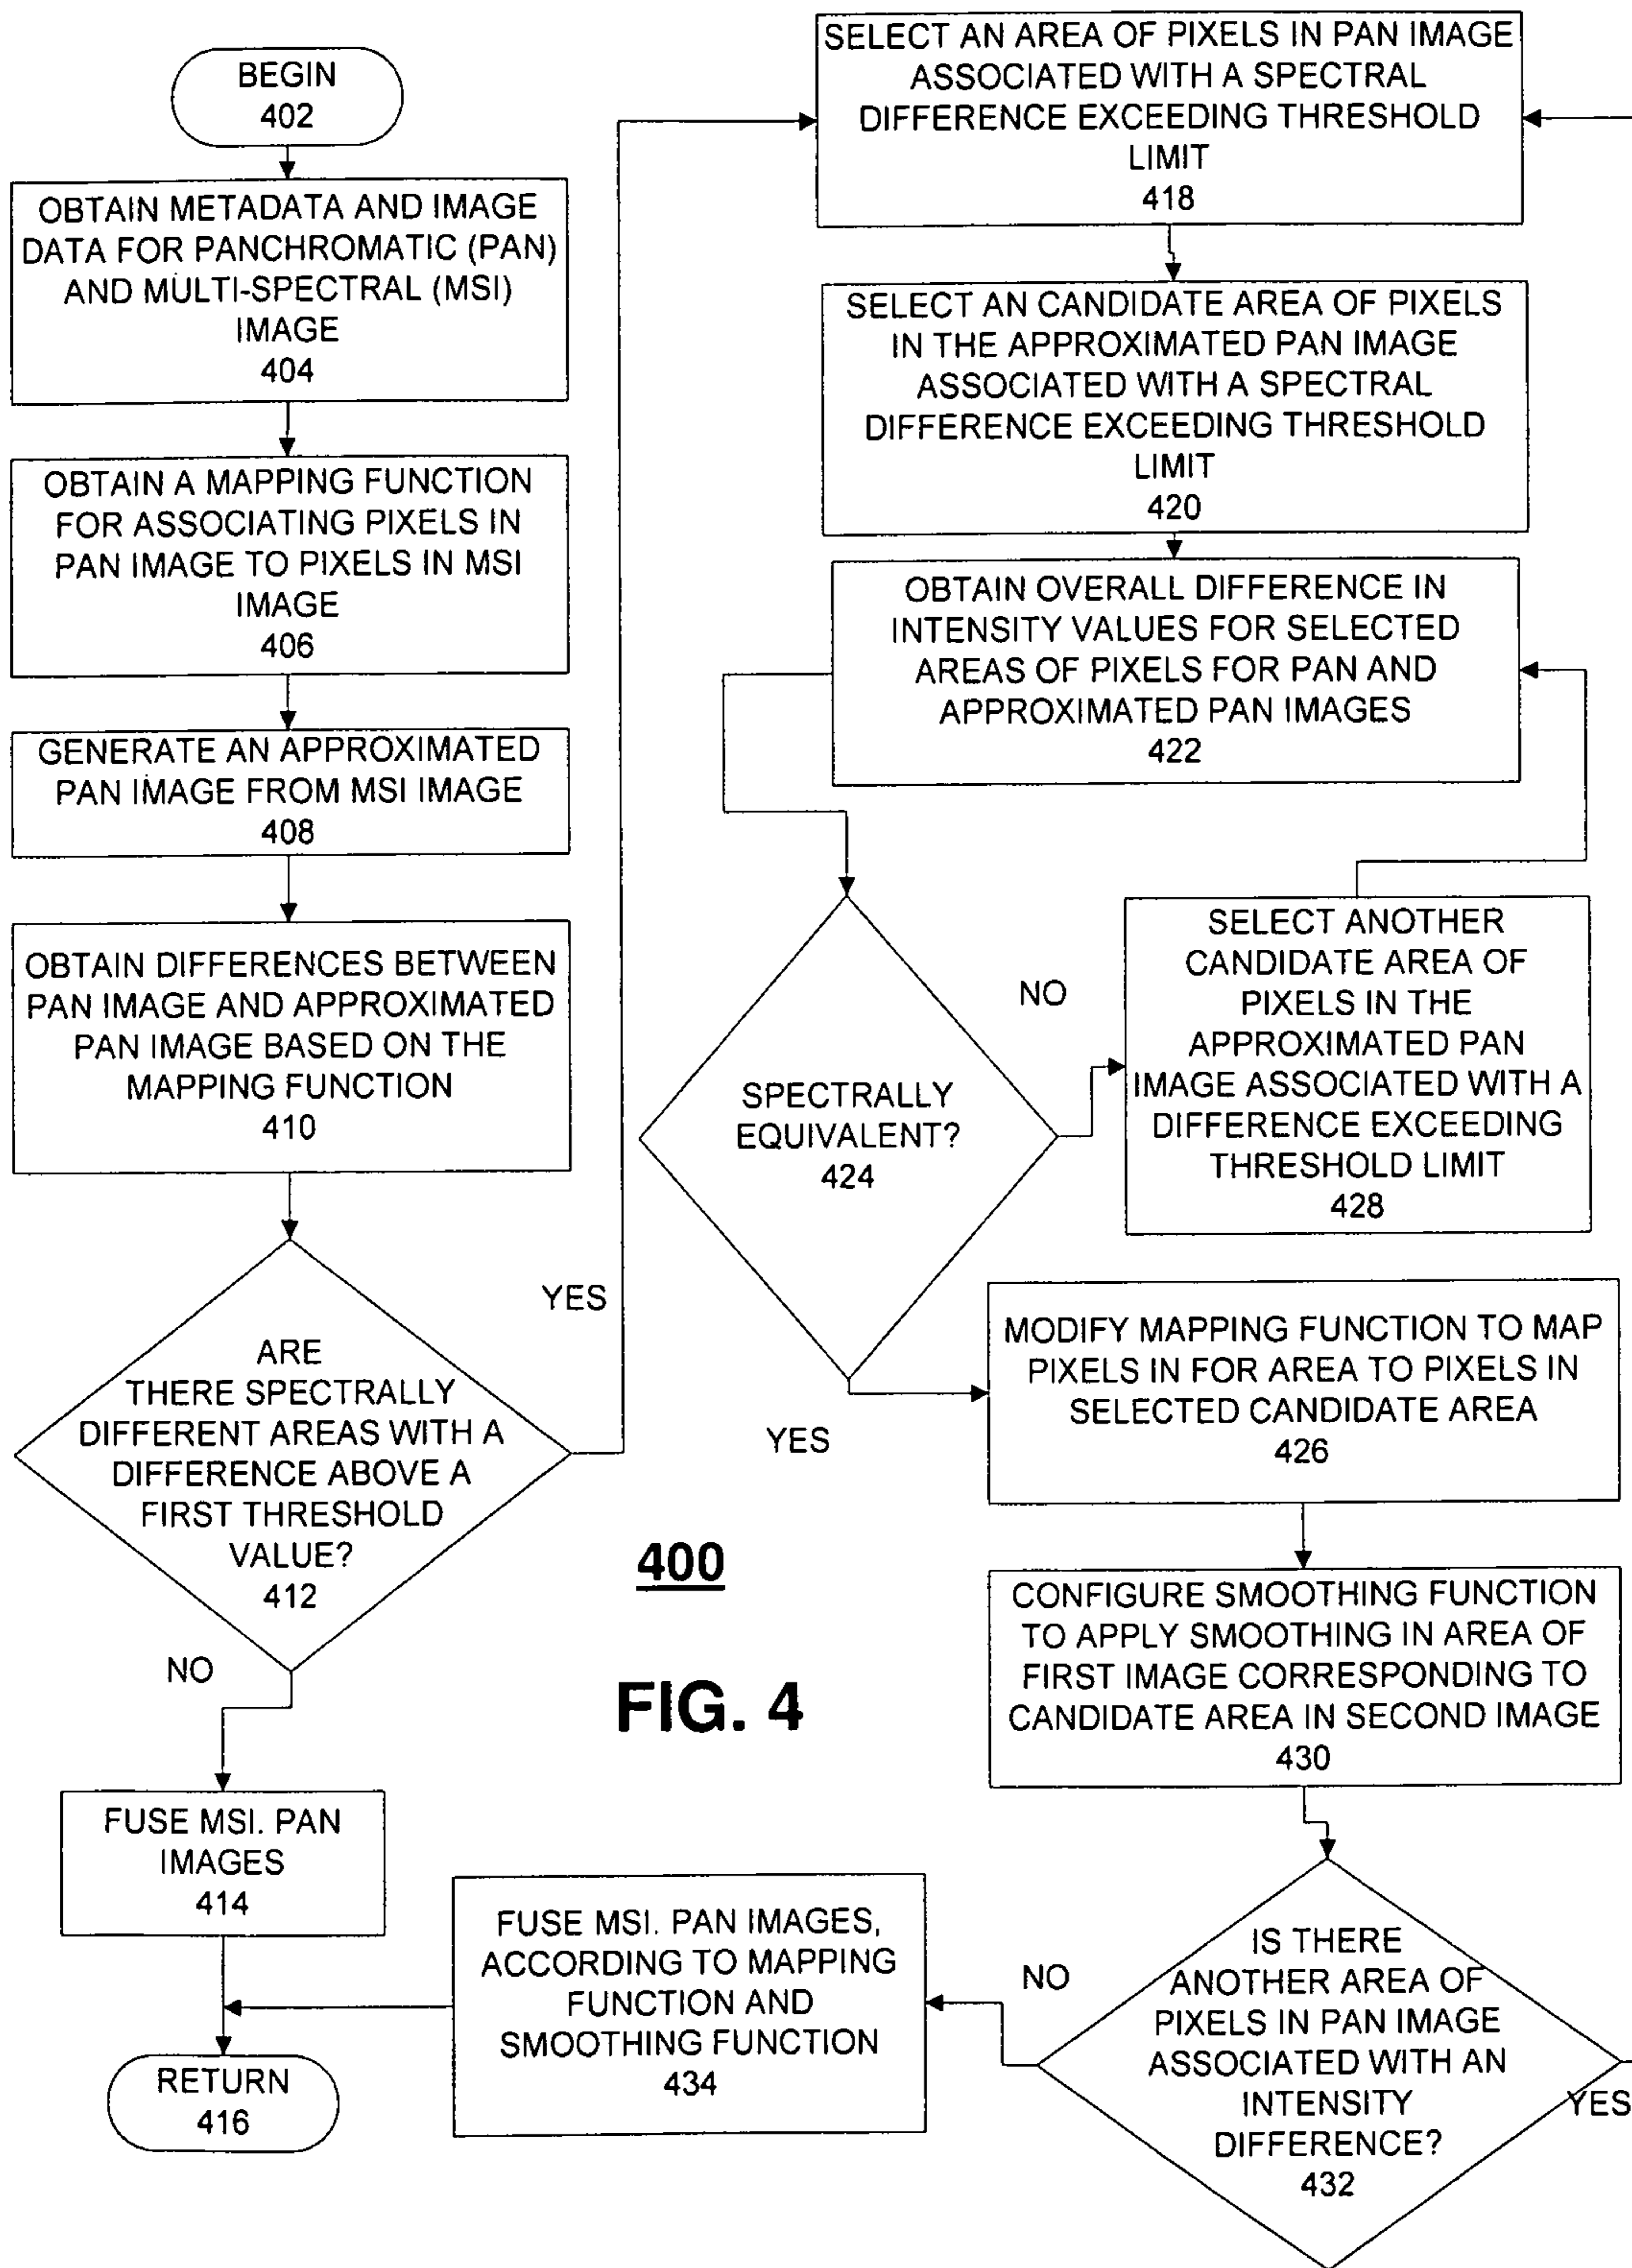 BEGIN
402
OBTAIN METADATA AND IMAGE
DATA FOR PANCHROMATIC (PAN)
AND MULTI-SPECTRAL (MSI)
IMAGE
404
OBTAIN A MAPPING FUNCTION
FOR ASSOCIATING PIXELS IN
PAN IMAGE TO PIXELS IN MSI
IMAGE
406
GENERATE AN APPROXIMATED
PAN IMAGE FROM MSI IMAGE
408
OBTAIN DIFFERENCES BETWEEN
PAN IMAGE AND APPROXIMATED
PAN IMAGE BASED ON THE
MAPPING FUNCTION
410
ARE
THERE SPECTRALLY
DIFFERENT AREAS WITH A
DIFFERENCE ABOVE A
FIRST THRESHOLD
VALUE?
412
YES
NO
FUSE MSI. PAN
IMAGES
414
RETURN
416
SELECT AN AREA OF PIXELS IN PAN IMAGE
ASSOCIATED WITH A SPECTRAL
DIFFERENCE EXCEEDING THRESHOLD
LIMIT
418
SELECT AN CANDIDATE AREA OF PIXELS
IN THE APPROXIMATED PAN IMAGE
ASSOCIATED WITH A SPECTRAL
DIFFERENCE EXCEEDING THRESHOLD
LIMIT
420
OBTAIN OVERALL DIFFERENCE IN
INTENSITY VALUES FOR SELECTED
AREAS OF PIXELS FOR PAN AND
APPROXIMATED PAN IMAGES
422
SPECTRALLY
EQUIVALENT?
424
NO
SELECT ANOTHER
CANDIDATE AREA OF
PIXELS IN THE
APPROXIMATED PAN
IMAGE ASSOCIATED WITH A
DIFFERENCE EXCEEDING
THRESHOLD LIMIT
428
YES
MODIFY MAPPING FUNCTION TO MAP
PIXELS IN FOR AREA TO PIXELS IN
SELECTED CANDIDATE AREA
426
CONFIGURE SMOOTHING FUNCTION
TO APPLY SMOOTHING IN AREA OF
FIRST IMAGE CORRESPONDING TO
CANDIDATE AREA IN SECOND IMAGE
430
IS THERE
ANOTHER AREA OF
PIXELS IN PAN IMAGE
ASSOCIATED WITH AN
INTENSITY
DIFFERENCE?
432
YES
NO
FUSE MSI. PAN IMAGES,
ACCORDING TO MAPPING
FUNCTION AND
SMOOTHING FUNCTION
434
400
FIG. 4